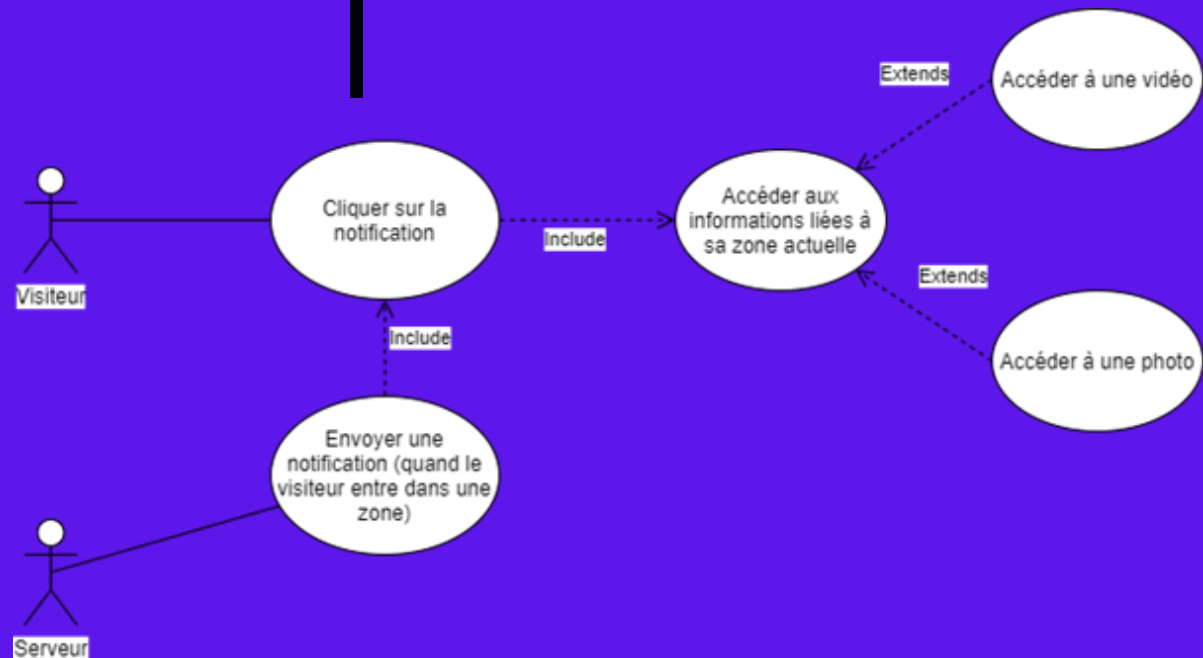 Extends
Accéder à une vidéo
Visiteur
Cliquer sur la
notification
Include
Accéder aux
informations liées à
sa zone actuelle
Extends
Accéder à une photo
Include
Envoyer une
notification (quand le
visiteur entre dans une
zone)
Serveur